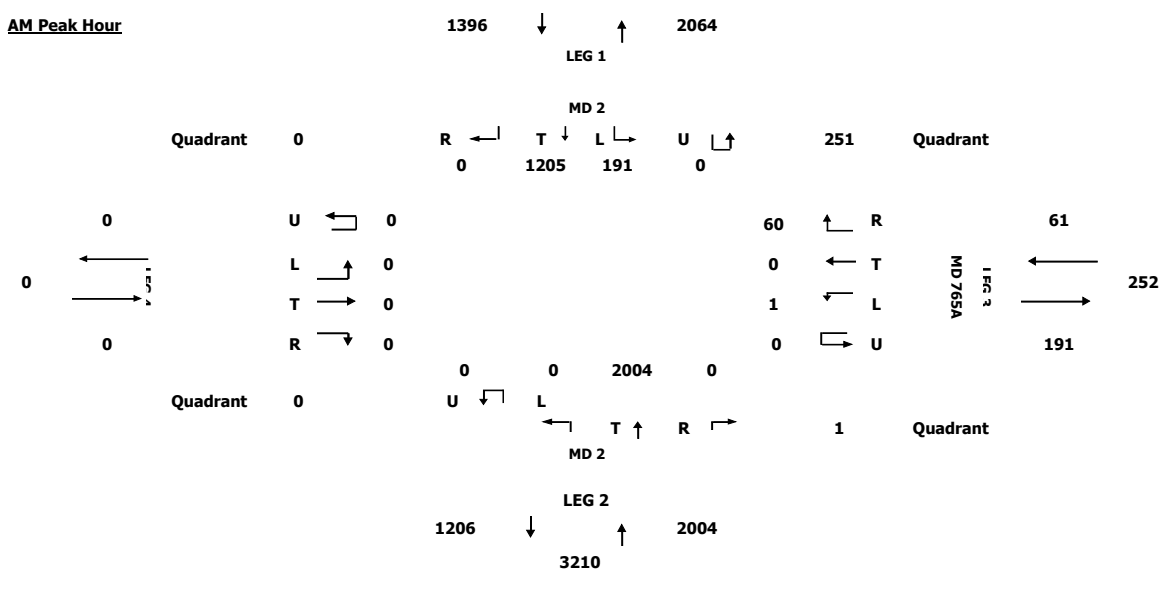 AM Peak Hour
1396 2064
LEG 1
MD 2
Quadrant 0 R T L U 251 Quadrant
0 1205 191 0
0 U 0 60 R 61
L 0 0 T
0 252
T 0 1 L
0 R 0 0 U 191
MD 765A
LEG 3
0 0 2004 0
Quadrant 0 U L
T R 1 Quadrant
MD 2
LEG 2
1206 2004
3210